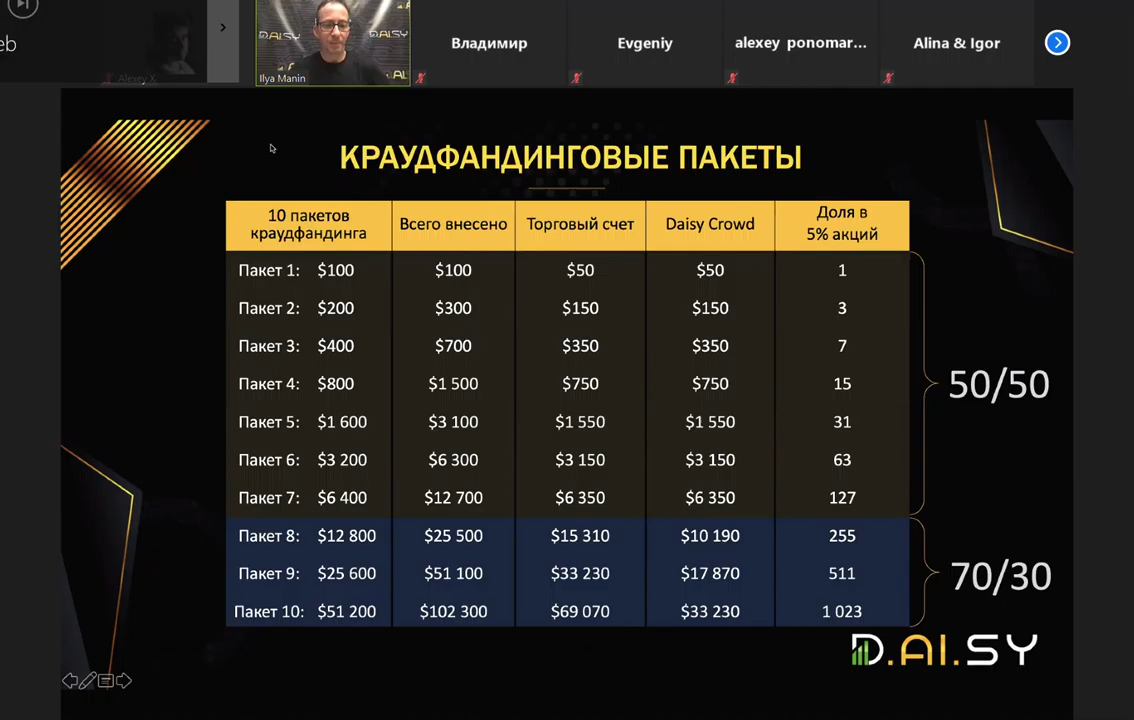 eb
Alexey X.
DAISY
DAISY
AI
Ilya Manin
Владимир
Evgeniy
alexey ponomar...
Alina & Igor
КРАУДФАНДИНГОВЫЕ ПАКЕТЫ
10 пакетов
краудфандинга
Всего внесено
Торговый счет
Daisy Crowd
Доля в
5% акций
Пакет 1: $100 $100 $50 $50 1
Пакет 2: $200 $300 $150 $150 3
Пакет 3: $400 $700 $350 $350 7
Пакет 4: $800 $1 500 $750 $750 15
Пакет 5: $1 600 $3 100 $1 550 $1 550 31
Пакет 6: $3 200 $6 300 $3 150 $3 150 63
Пакет 7: $6 400 $12 700 $6 350 $6 350 127
50/50
Пакет 8: $12 800 $25 500 $15 310 $10 190 255
Пакет 9: $25 600 $51 100 $33 230 $17 870 511
Пакет 10: $51 200 $102 300 $69 070 $33 230 1 023
70/30
D.AI.SY